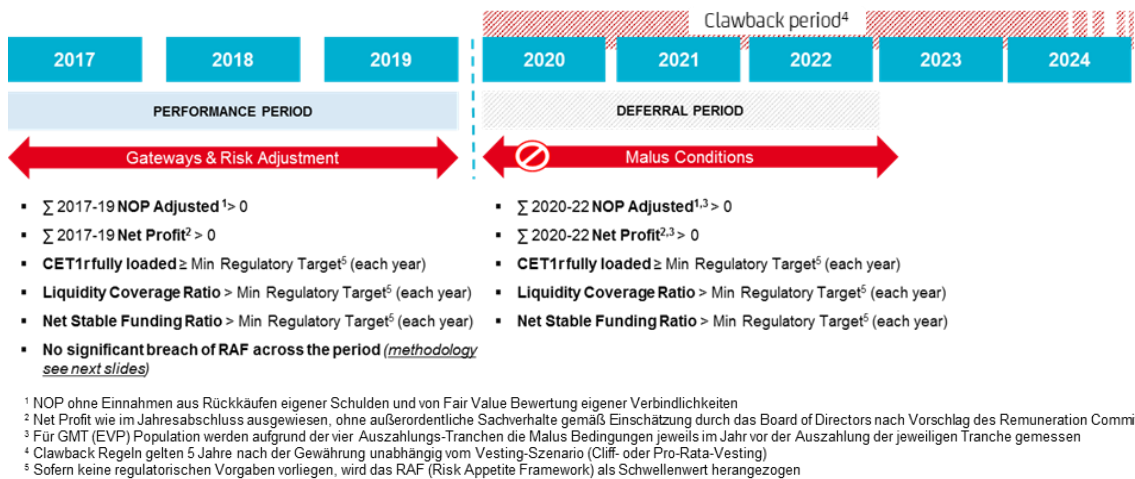 Clawback period⁴
2017 2018 2019 2020 2021 2022 2023 2024
PERFORMANCE PERIOD
DEFERRAL PERIOD
Gateways & Risk Adjustment
Malus Conditions
▪ ∑ 2017-19 NOP Adjusted ¹> 0
▪ ∑ 2017-19 Net Profit² > 0
▪ CET1r fully loaded ≥ Min Regulatory Target⁵ (each year)
▪ Liquidity Coverage Ratio > Min Regulatory Target⁵ (each year)
▪ Net Stable Funding Ratio > Min Regulatory Target⁵ (each year)
▪ No significant breach of RAF across the period (methodology
see next slides)
▪ ∑ 2020-22 NOP Adjusted¹,³ > 0
▪ ∑ 2020-22 Net Profit²,³ > 0
▪ CET1r fully loaded ≥ Min Regulatory Target⁵ (each year)
▪ Liquidity Coverage Ratio > Min Regulatory Target⁵ (each year)
▪ Net Stable Funding Ratio > Min Regulatory Target⁵ (each year)
¹ NOP ohne Einnahmen aus Rückkäufen eigener Schulden und von Fair Value Bewertung eigener Verbindlichkeiten
² Net Profit wie im Jahresabschluss ausgewiesen, ohne außerordentliche Sachverhalte gemäß Einschätzung durch das Board of Directors nach Vorschlag des Remuneration Commi
³ Für GMT (EVP) Population werden aufgrund der vier Auszahlungs-Tranchen die Malus Bedingungen jeweils im Jahr vor der Auszahlung der jeweiligen Tranche gemessen
⁴ Clawback Regeln gelten 5 Jahre nach der Gewährung unabhängig vom Vesting-Szenario (Cliff- oder Pro-Rata-Vesting)
⁵ Sofern keine regulatorischen Vorgaben vorliegen, wird das RAF (Risk Appetite Framework) als Schwellenwert herangezogen